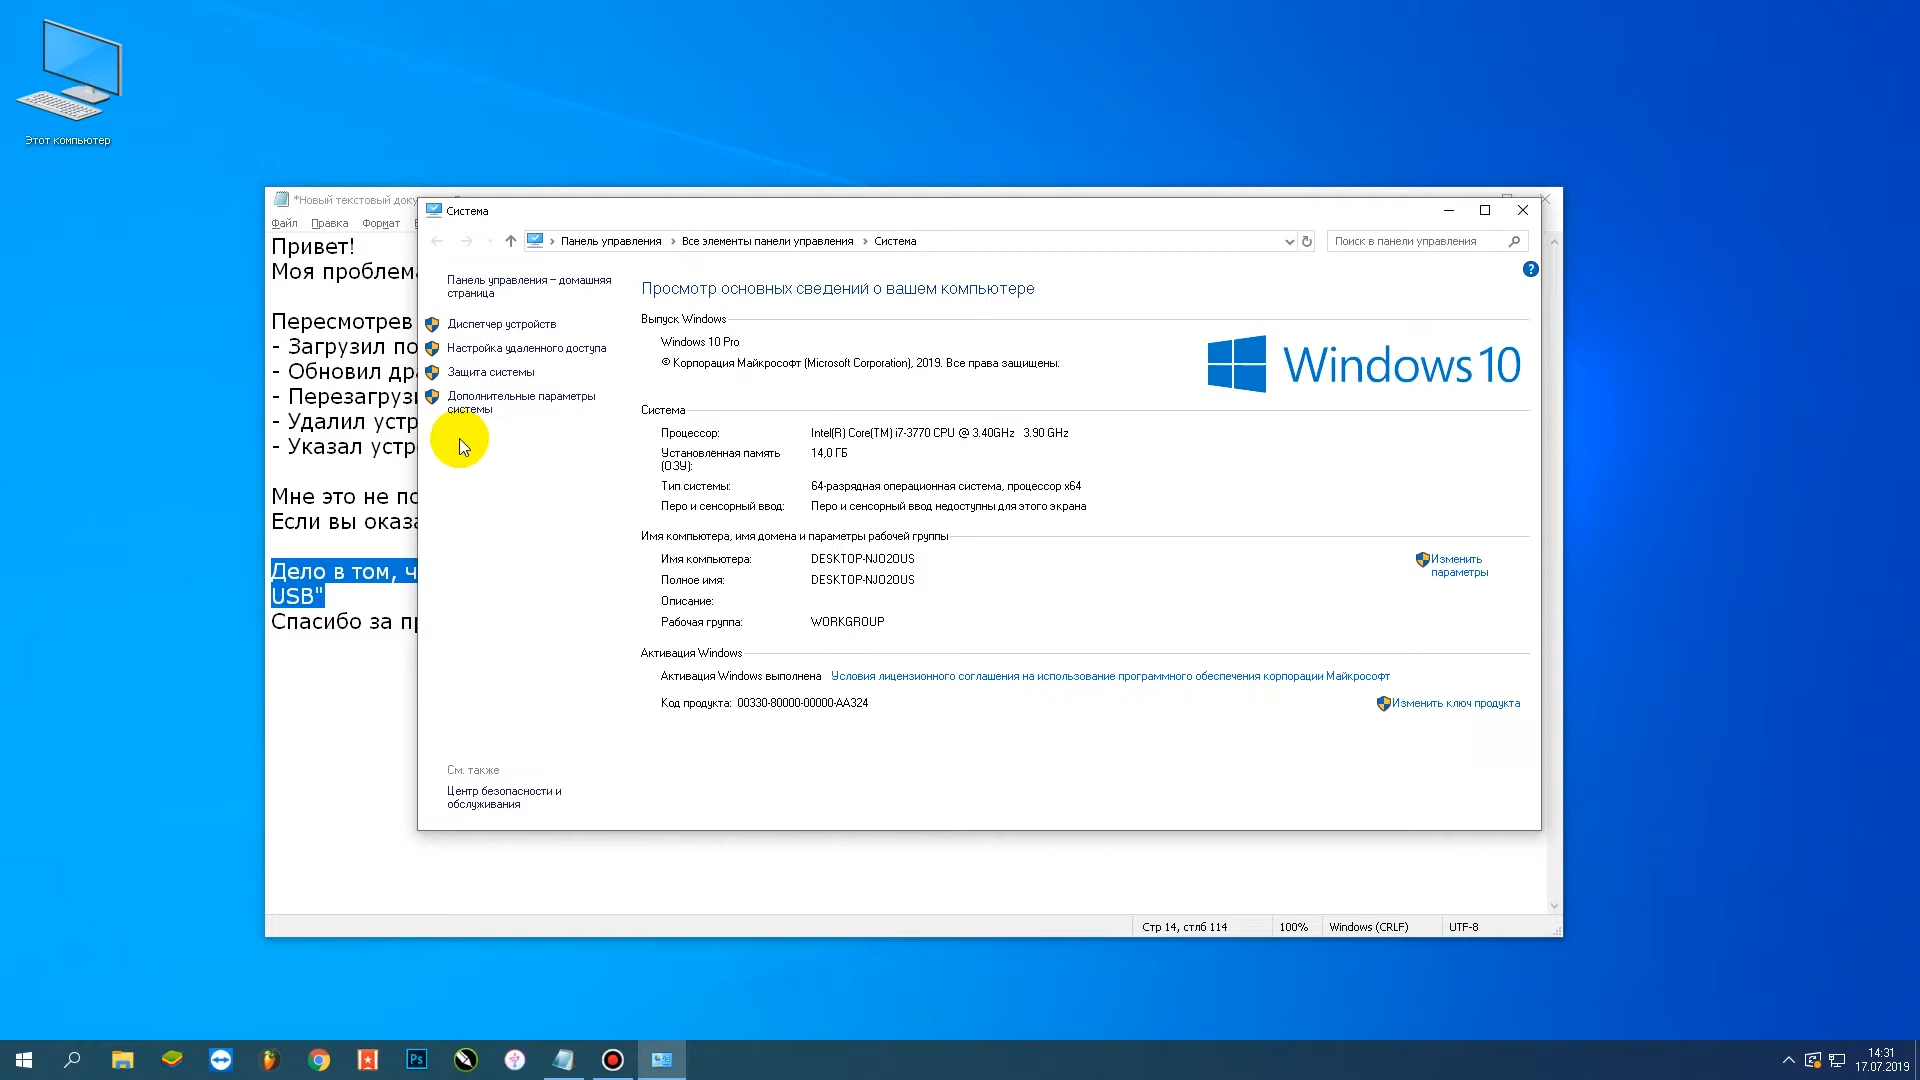 Этот компьютер
*Новый текстовый доку
Файл Правка Формат
Привет!
Моя проблема
Пересмотрев
- Загрузил по
- Обновил дра
- Перезагрузи
- Удалил устр
- Указал устр
Мне это не по
Если вы оказа
Дело в том, ч
USB"
Спасибо за пр
Стр 14, стлб 114 100% Windows (CRLF) UTF-8
Система
Панель управления Все элементы панели управления Система
Поиск в панели управления
Панель управления – домашняя
страница
Диспетчер устройств
Настройка удаленного доступа
Защита системы
Дополнительные параметры
системы
См. также
Центр безопасности и
обслуживания
Просмотр основных сведений о вашем компьютере
Выпуск Windows
Windows 10 Pro
© Корпорация Майкрософт (Microsoft Corporation), 2019. Все права защищены.
Windows 10
Система
Процессор: Intel(R) Core(TM) i7-3770 CPU @ 3.40GHz 3.90 GHz
Установленная память 14,0 ГБ
(ОЗУ):
Тип системы: 64-разрядная операционная система, процессор x64
Перо и сенсорный ввод: Перо и сенсорный ввод недоступны для этого экрана
Имя компьютера, имя домена и параметры рабочей группы
Имя компьютера: DESKTOP-NJO2OUS
Изменить
параметры
Полное имя: DESKTOP-NJO2OUS
Описание:
Рабочая группа: WORKGROUP
Активация Windows
Активация Windows выполнена Условия лицензионного соглашения на использование программного обеспечения корпорации Майкрософт
Код продукта: 00330-80000-00000-AA324
Изменить ключ продукта
Ps
14:31
17.07.2019